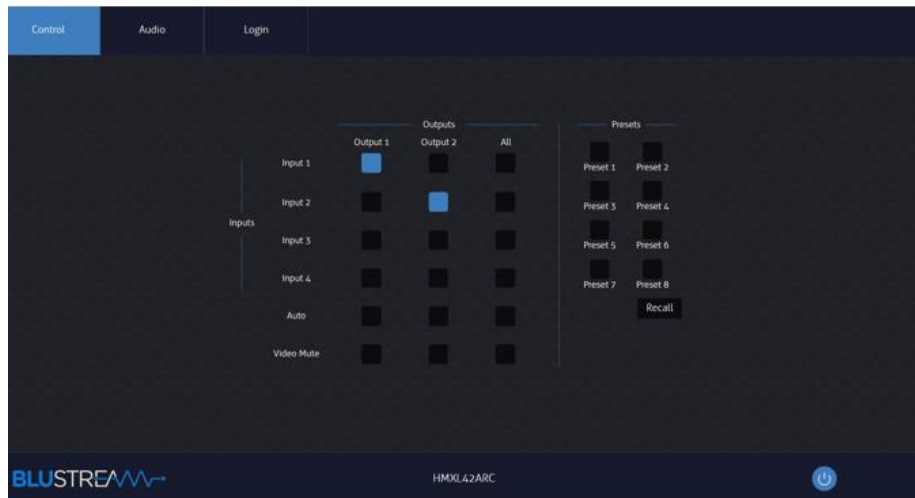 Control Audio Login
Outputs Presets
Output 1 Output 2 All
Input 1
Preset 1 Preset 2
Input 2
Preset 3 Preset 4
Inputs
Input 3
Preset 5 Preset 6
Input 4
Preset 7 Preset 8
Recall
Auto
Video Mute
BLUSTREAM HMXL42ARC